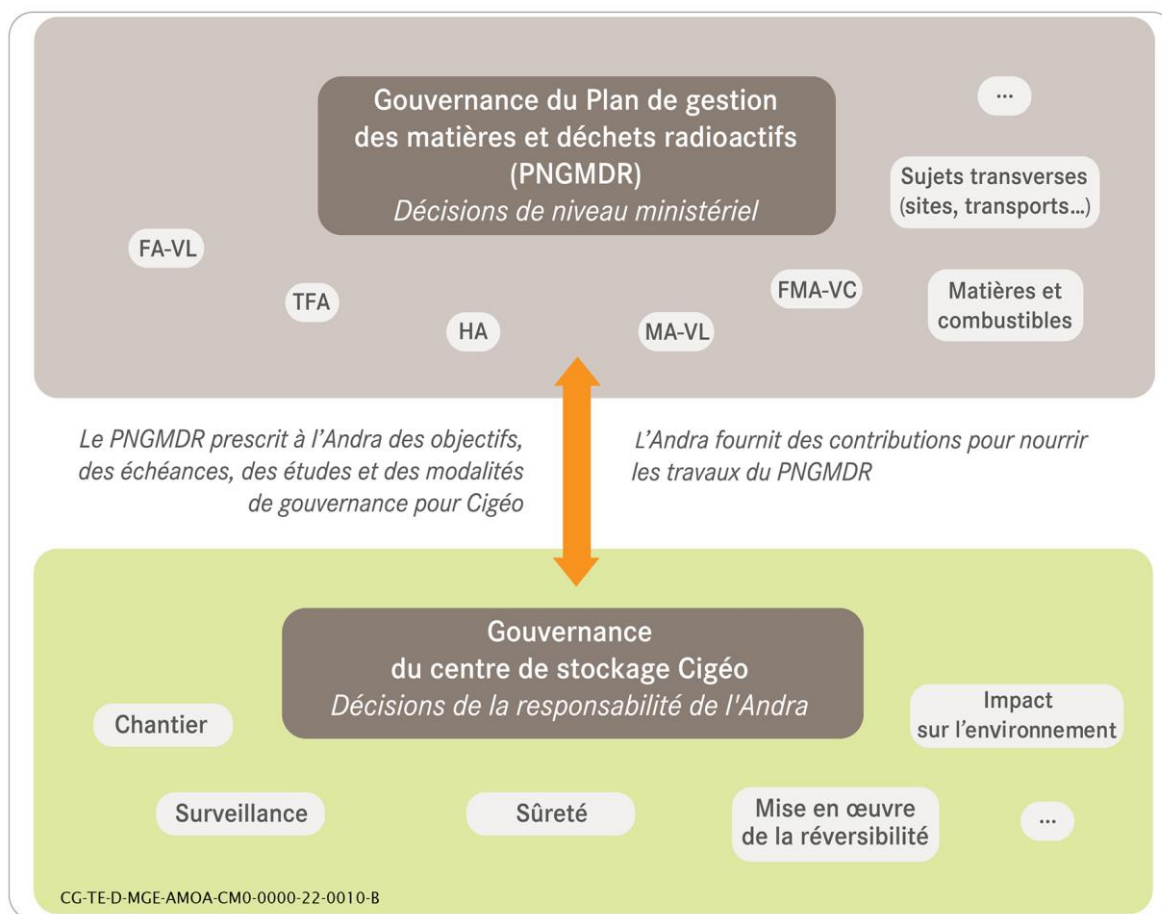 Gouvernance du Plan de gestion
des matières et déchets radioactifs
(PNGMDR)
Décisions de niveau ministériel
...
Sujets transverses
(sites, transports...)
FA-VL
TFA
HA
MA-VL
FMA-VC
Matières et
combustibles
Le PNGMDR prescrit à l'Andra des objectifs,
des échéances, des études et des modalités
de gouvernance pour Cigéo
L'Andra fournit des contributions pour nourrir
les travaux du PNGMDR
Gouvernance
du centre de stockage Cigéo
Décisions de la responsabilité de l'Andra
Chantier
Impact
sur l'environnement
Surveillance
Sûreté
Mise en œuvre
de la réversibilité
...
CG-TE-D-MGE-AMOA-CM0-0000-22-0010-B